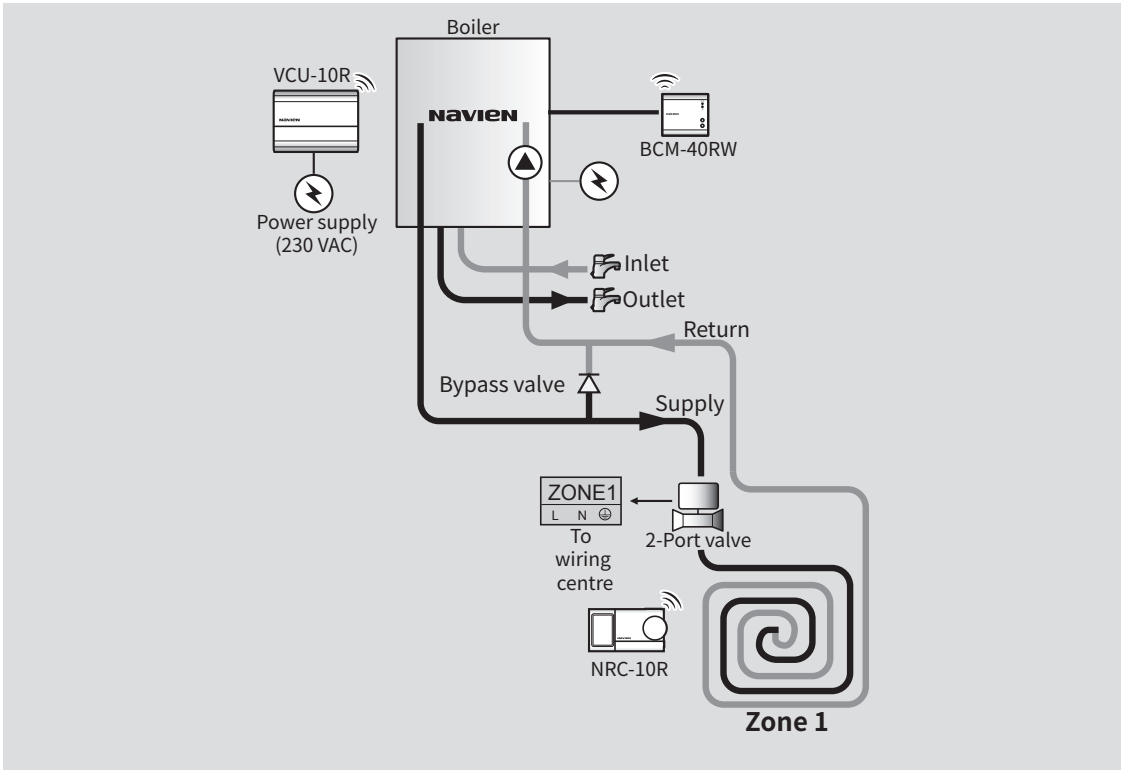 Boiler
VCU-10R
NAVIEN
NAVIEN
BCM-40RW
Power supply
(230 VAC)
Inlet
Outlet
Return
Bypass valve
Supply
ZONE1
L N
To
wiring
centre
2-Port valve
NRC-10R
Zone 1